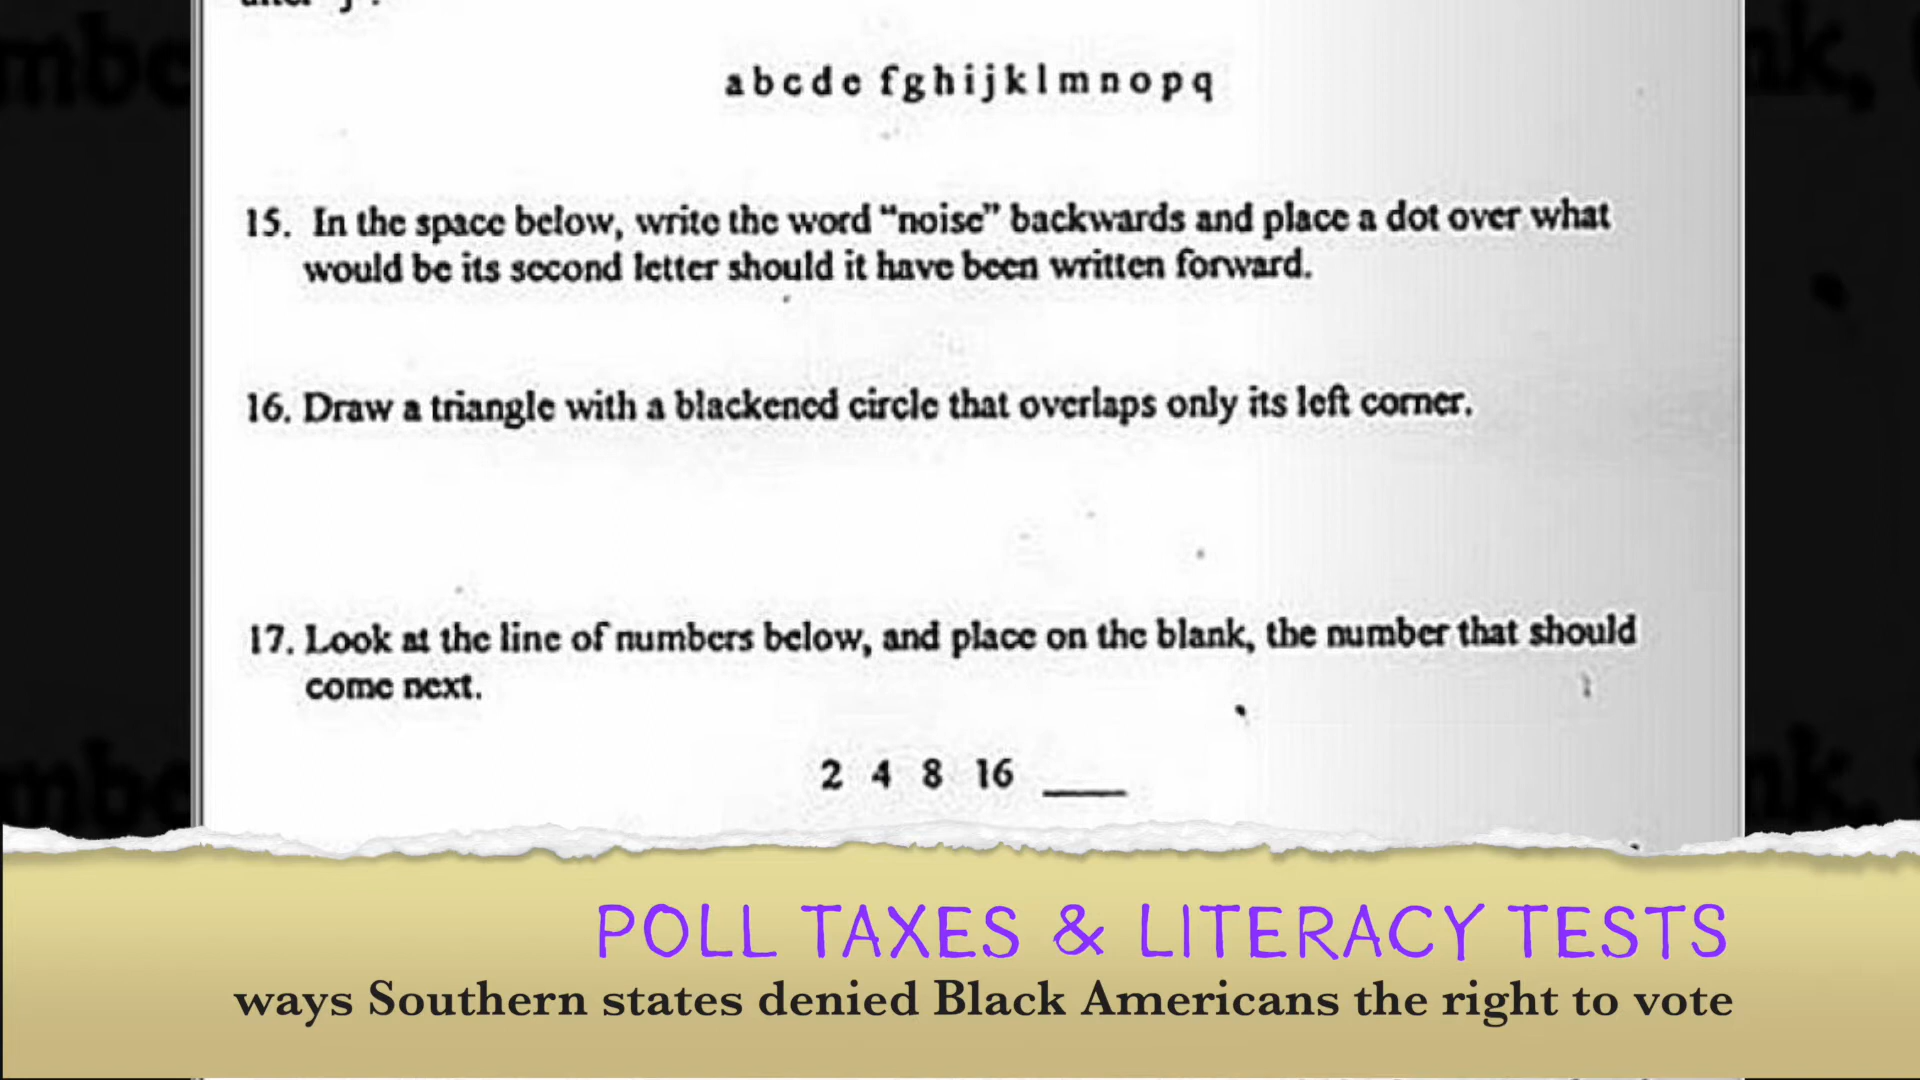 a b c d e f g h i j k l m n o p q
15. In the space below, write the word “noise” backwards and place a dot over what
would be its second letter should it have been written forward.
16. Draw a triangle with a blackened circle that overlaps only its left corner.
17. Look at the line of numbers below, and place on the blank, the number that should
come next.
2 4 8 16 ____
POLL TAXES & LITERACY TESTS
ways Southern states denied Black Americans the right to vote